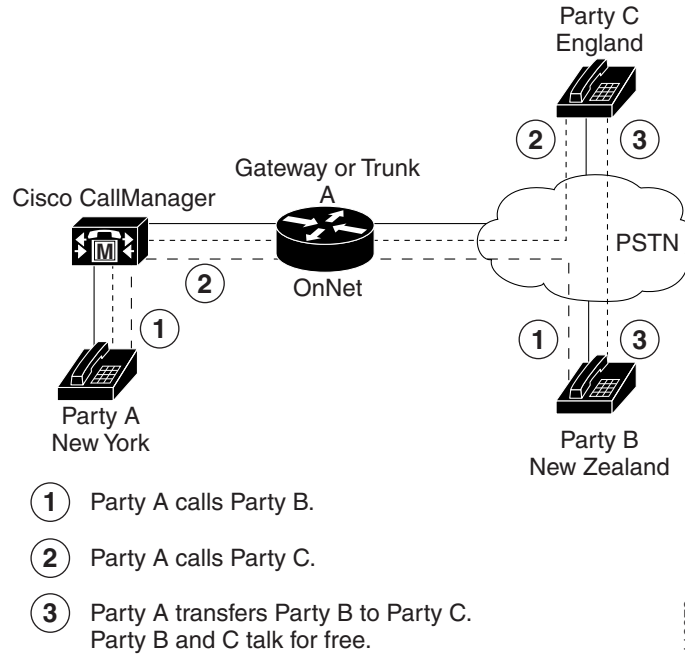 Party C
England
2
3
Gateway or Trunk
A
Cisco CallManager
M
PSTN
OnNet
2
1
1
3
Party A
New York
Party B
New Zealand
1 Party A calls Party B.
2 Party A calls Party C.
3 Party A transfers Party B to Party C.
Party B and C talk for free.